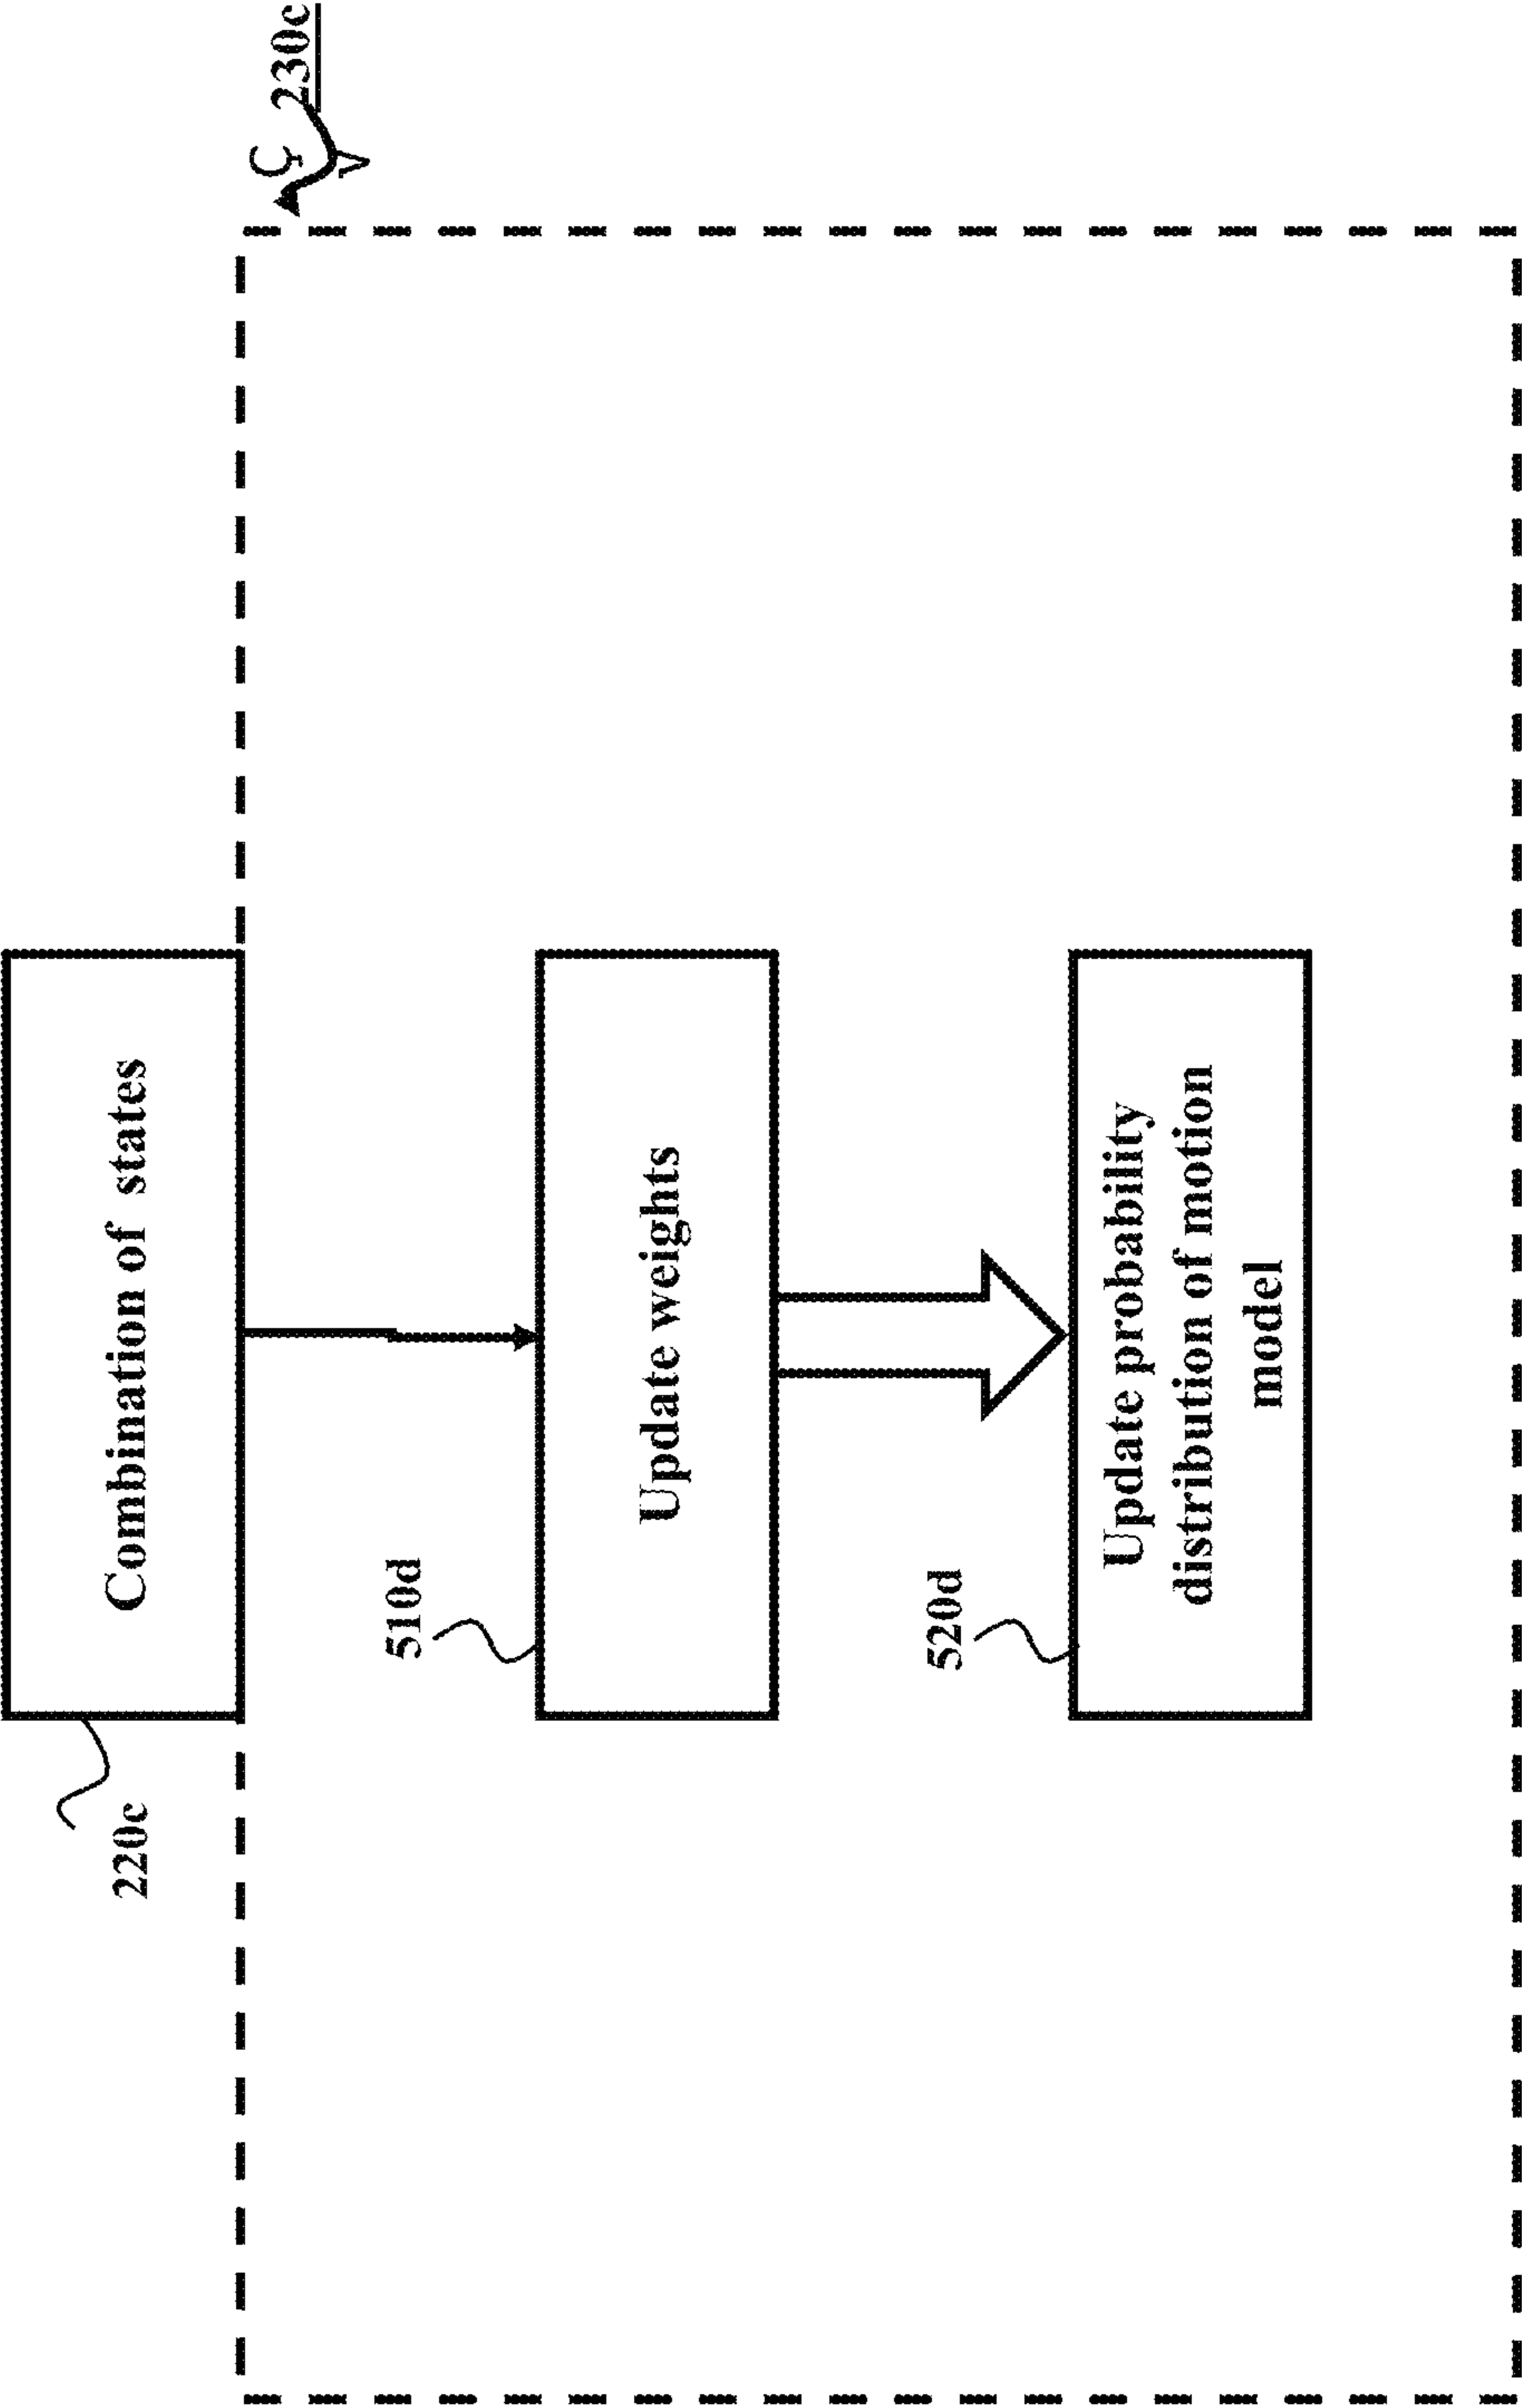 230c
220c
Combination of states
510d
Update weights
520d
Update probability
distribution of motion
model